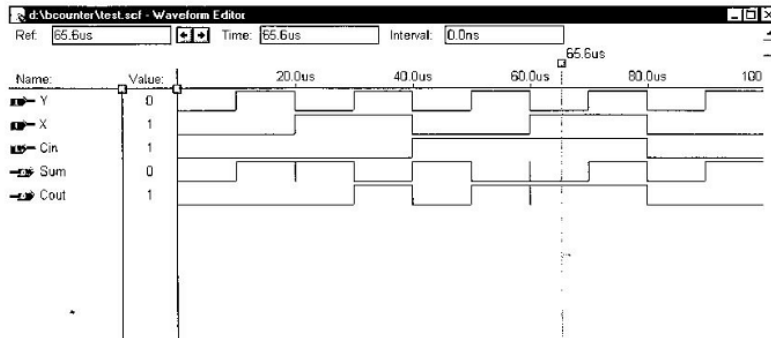 d:\bcounter\test.scf - Waveform Editor
Ref: 65.6us Time: 65.6us Interval: 0.0ns
65.6us
Name: Value: 20.0us 40.0us 60.0us 80.0us 100
Y 0
X 1
Cin 1
Sum 0
Cout 1